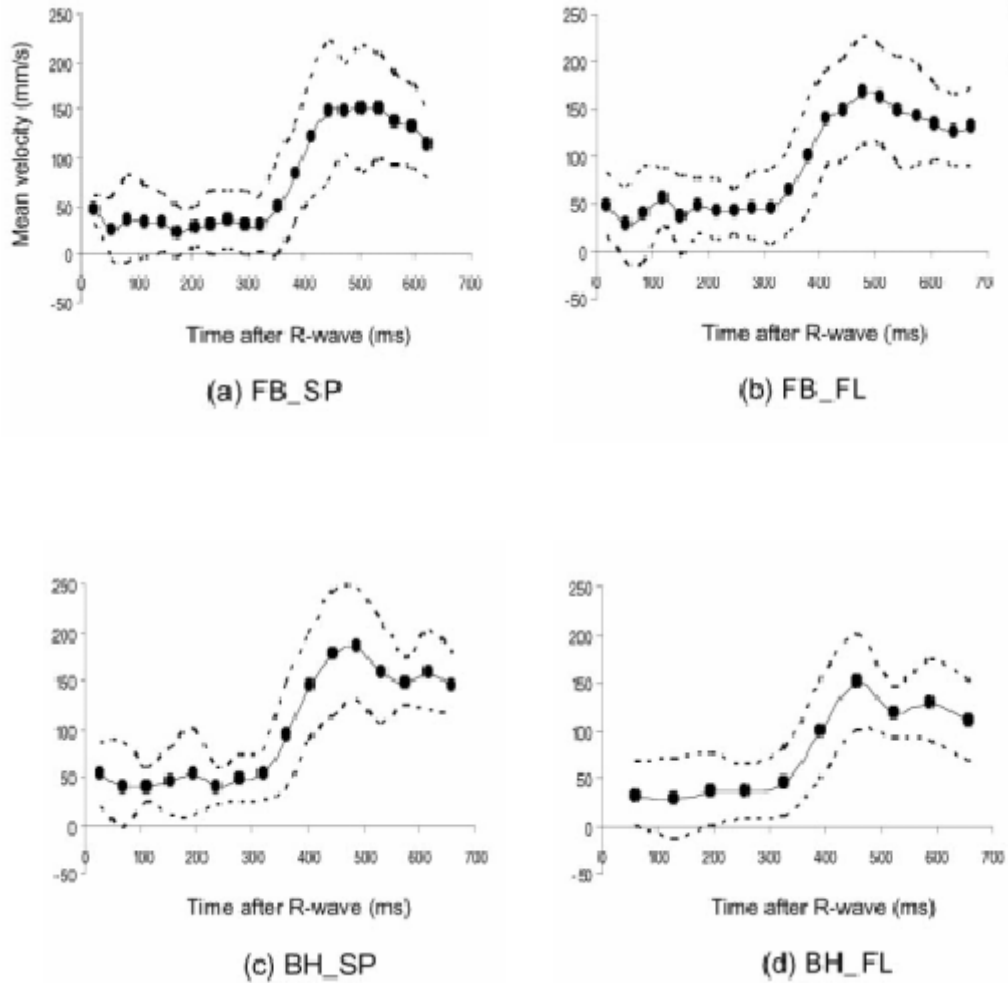 250
200
150
100
50
0
-50
Mean velocity (mm/s)
0 100 200 300 400 500 600 700
Time after R-wave (ms)
(a) FB_SP
250
200
150
100
50
0
-50
0 100 200 300 400 500 600 700
Time after R-wave (ms)
(b) FB_FL
250
200
150
100
50
0
-50
0 100 200 300 400 500 600 700
Time after R-wave (ms)
(c) BH_SP
250
200
150
100
50
0
-50
0 100 200 300 400 500 600 700
Time after R-wave (ms)
(d) BH_FL